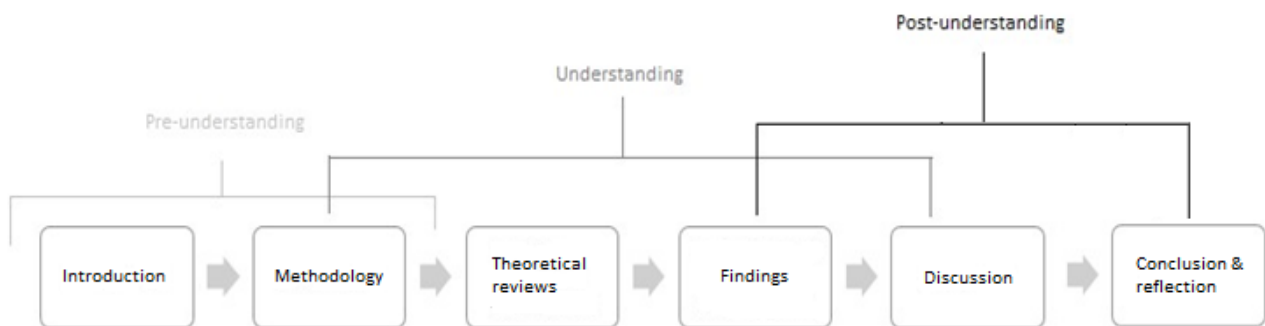 Post-understanding
Understanding
Pre-understanding
Introduction
Methodology
Theoretical
reviews
Findings
Discussion
Conclusion &
reflection